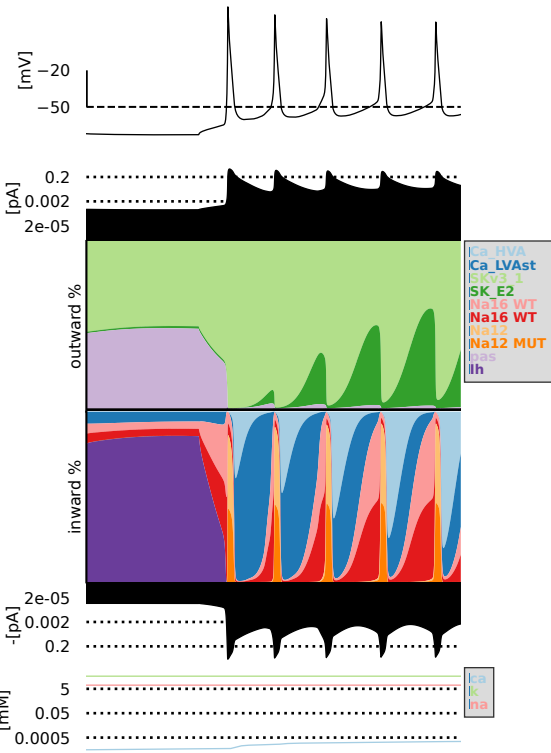 [mV]
−20
−50
[pA]
0.2
0.002
2e-05
outward %
Ca_HVA
Ca_LVAst
SKv3_1
SK_E2
Na16 WT
Na16 WT
Na12
Na12 MUT
pas
Ih
inward %
-[pA]
2e-05
0.002
0.2
[mM]
5
0.05
0.0005
ca
k
na